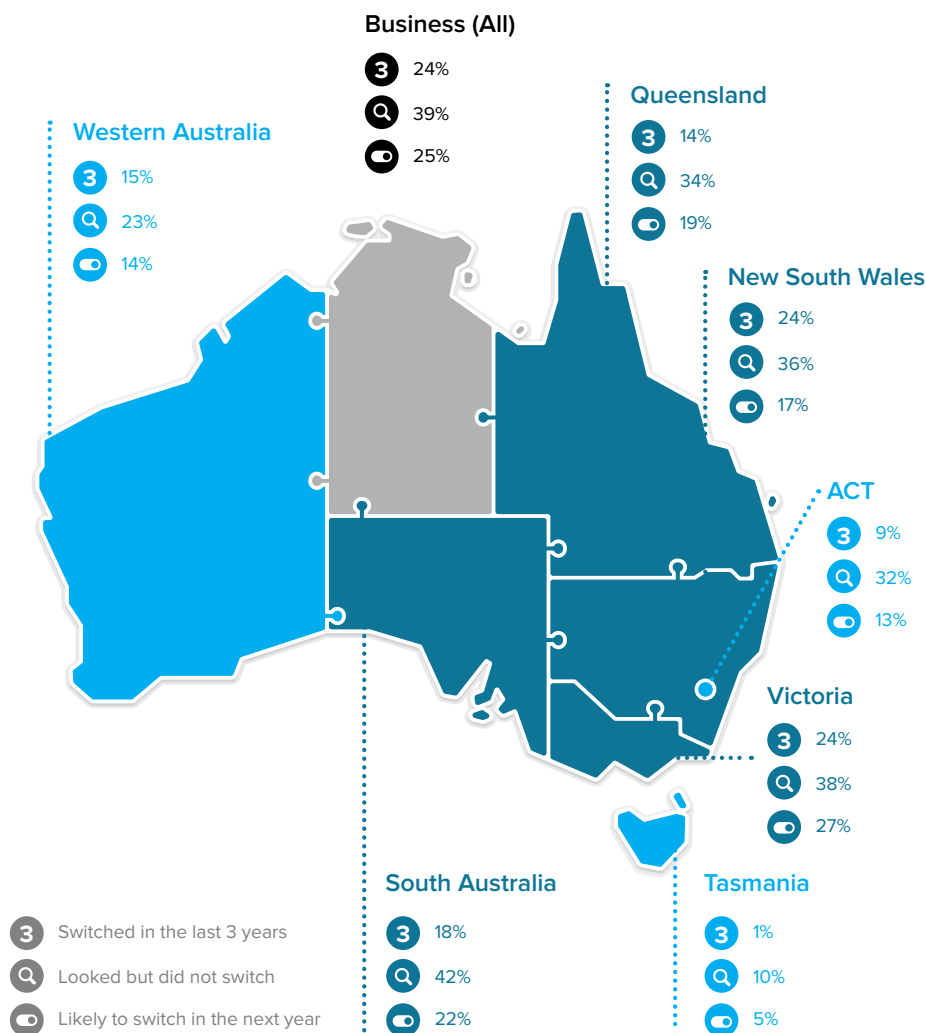 Business (All)
3 24%
39%
25%
Western Australia
3 15%
23%
14%
Queensland
3 14%
34%
19%
New South Wales
3 24%
36%
17%
ACT
3 9%
32%
13%
Victoria
3 24%
38%
27%
South Australia
3 18%
42%
22%
Tasmania
3 1%
10%
5%
3 Switched in the last 3 years
Looked but did not switch
Likely to switch in the next year